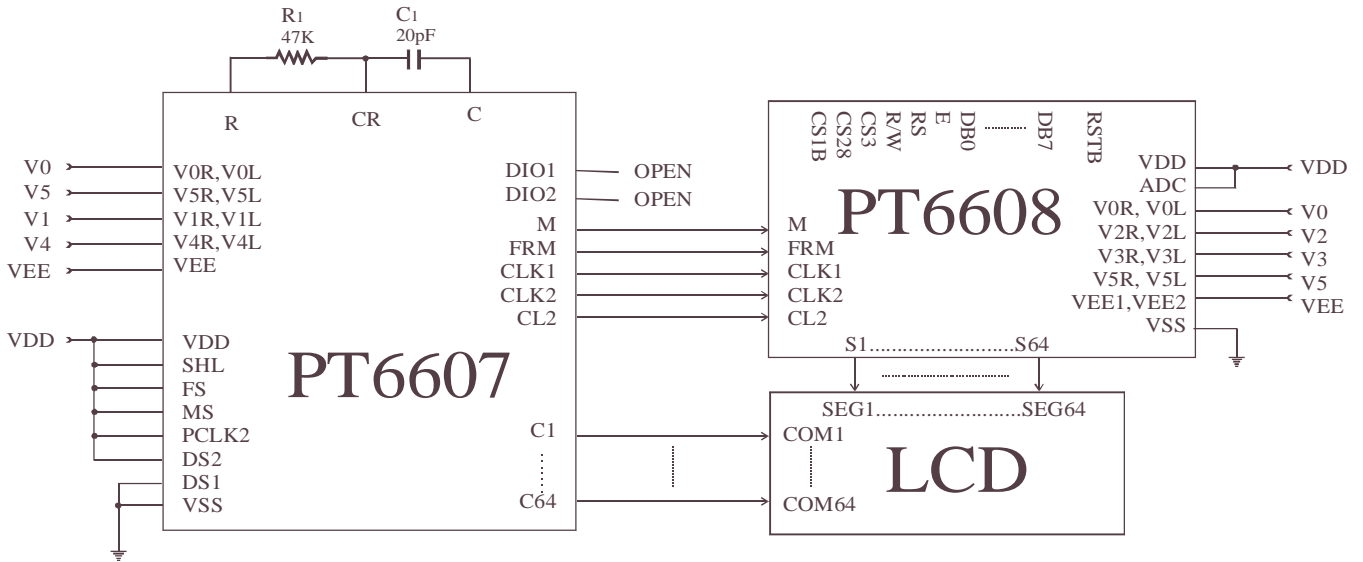 R1
47K
C1
20pF
R
CR
C
V0
V5
V1
V4
VEE
VDD
V0R,V0L
V5R,V5L
V1R,V1L
V4R,V4L
VEE
VDD
SHL
FS
MS
PCLK2
DS2
DS1
VSS
PT6607
DIO1
DIO2
M
FRM
CLK1
CLK2
CL2
C1
C64
OPEN
OPEN
CS1B
CS28
CS3
R/W
RS
E
DB0
DB7
RSTB
PT6608
M
FRM
CLK1
CLK2
CL2
VDD
ADC
V0R, V0L
V2R, V2L
V3R, V3L
V5R, V5L
VEE1,VEE2
VSS
S1.........................S64
VDD
V0
V2
V3
V5
VEE
SEG1..........................SEG64
COM1
COM64
LCD